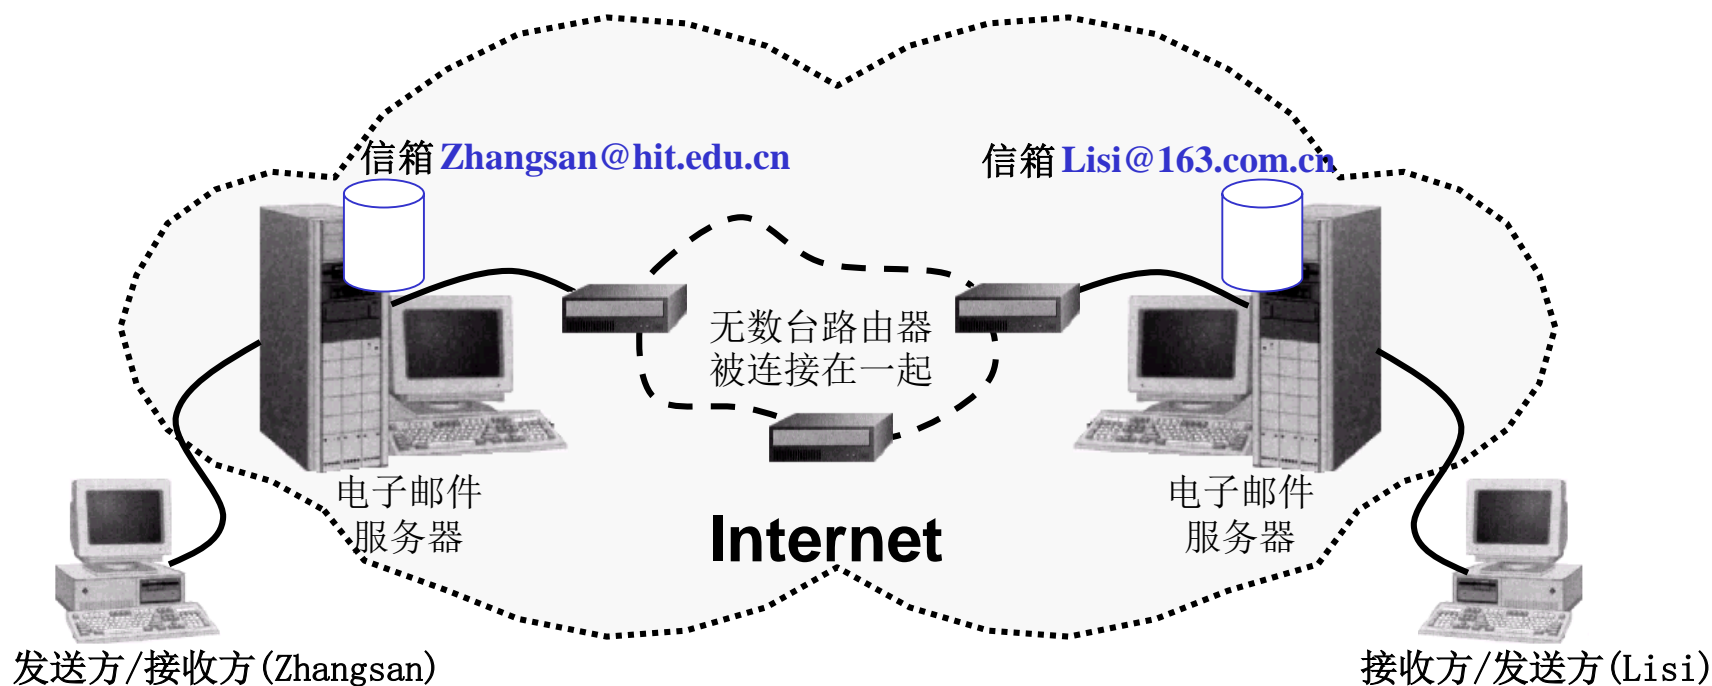 信箱 Zhangsan@hit.edu.cn
信箱 Lisi@163.com.cn
无数台路由器
被连接在一起
电子邮件
服务器
Internet
电子邮件
服务器
发送方/接收方(Zhangsan)
接收方/发送方(Lisi)